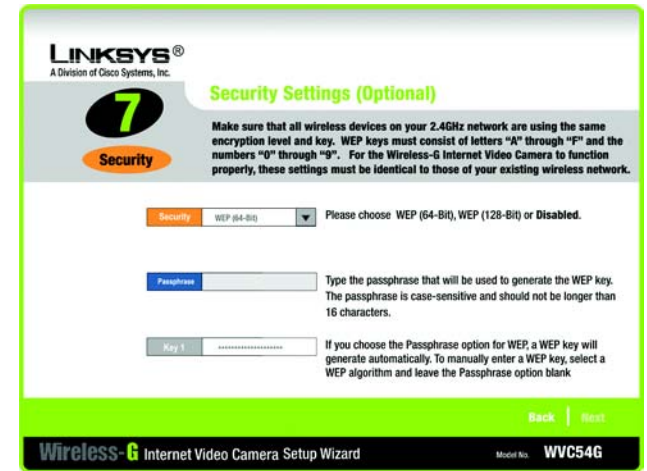 LINKSYS®
A Division of Cisco Systems, Inc.
7
Security
Security Settings (Optional)
Make sure that all wireless devices on your 2.4GHz network are using the same
encryption level and key. WEP keys must consist of letters “A” through “F” and the
numbers “0” through “9”. For the Wireless-G Internet Video Camera to function
properly, these settings must be identical to those of your existing wireless network.
Security WEP (64-Bit)
Please choose WEP (64-Bit), WEP (128-Bit) or Disabled.
Passphrase
Type the passphrase that will be used to generate the WEP key.
The passphrase is case-sensitive and should not be longer than
16 characters.
Key 1
If you choose the Passphrase option for WEP, a WEP key will
generate automatically. To manually enter a WEP key, select a
WEP algorithm and leave the Passphrase option blank
Back Next
Wireless-G Internet Video Camera Setup Wizard
Model No. WVC54G